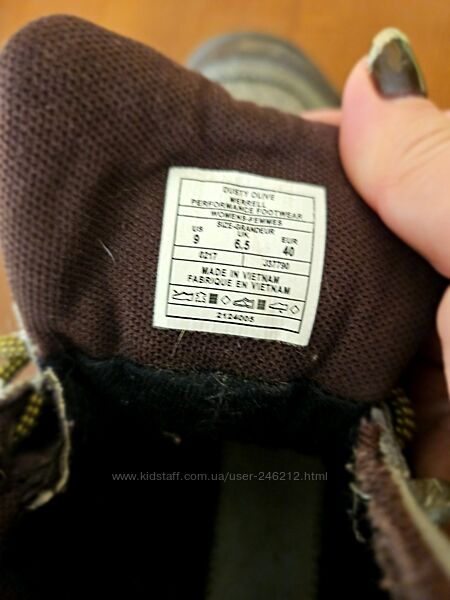 DUSTY OLIVE
MERRELL
PERFORMANCE FOOTWEAR
WOMENS-FEMMES
SIZE-GRANDEUR
US UK EUR
9 6.5 40
0217 J37790
MADE IN VIETNAM
FABRIQUE EN VIETNAM
2124005
www.kidstaff.com.ua/user-246212.html